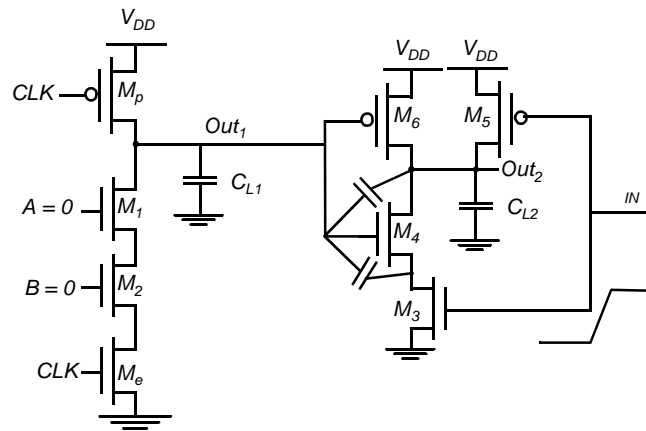 V_DD
CLK
M_p
Out_1
C_L1
A = 0
M_1
B = 0
M_2
CLK
M_e
V_DD
V_DD
M_6
M_5
Out_2
C_L2
IN
M_4
M_3